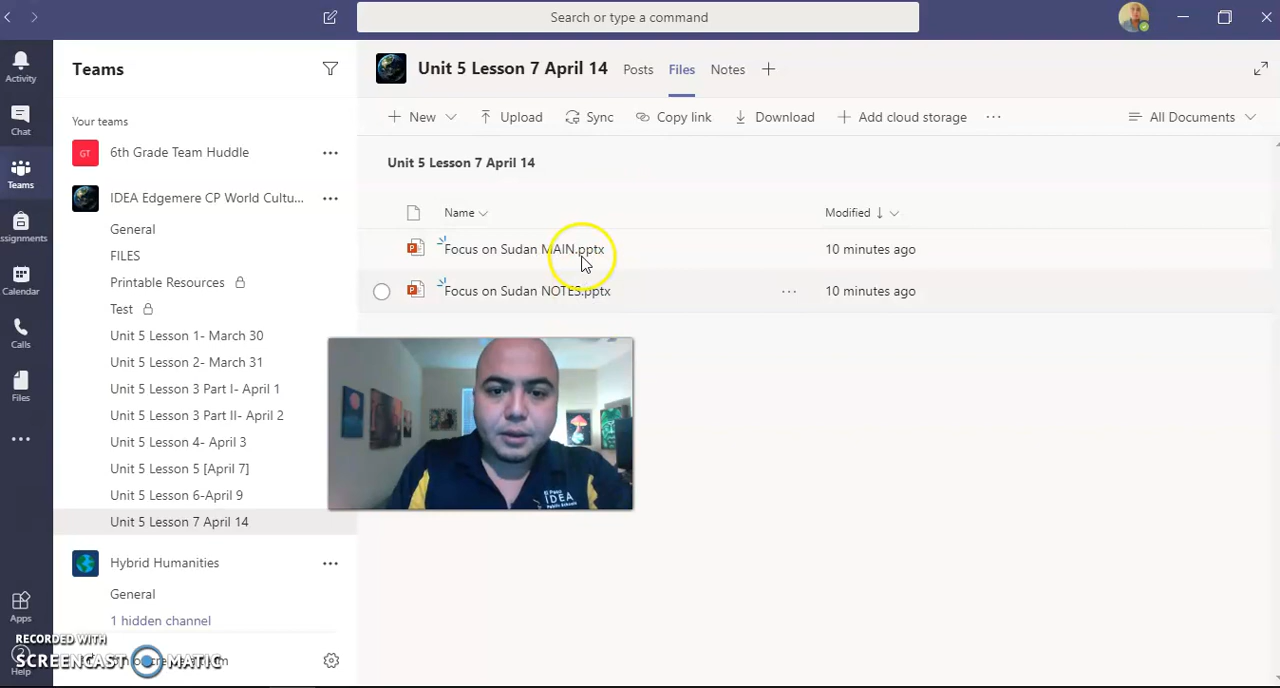 Search or type a command
Activity
Chat
Teams
ssignments
Calendar
Calls
Files
Apps
Help
Teams
Your teams
GT
6th Grade Team Huddle
IDEA Edgemere CP World Cultu...
General
FILES
Printable Resources
Test
Unit 5 Lesson 1- March 30
Unit 5 Lesson 2- March 31
Unit 5 Lesson 3 Part I- April 1
Unit 5 Lesson 3 Part II- April 2
Unit 5 Lesson 4- April 3
Unit 5 Lesson 5 [April 7]
Unit 5 Lesson 6-April 9
Unit 5 Lesson 7 April 14
Hybrid Humanities
General
1 hidden channel
RECORDED WITH
SCREENCAST MATIC
Unit 5 Lesson 7 April 14 Posts Files Notes
New Upload Sync Copy link Download Add cloud storage ... All Documents
Unit 5 Lesson 7 April 14
Name Modified
Focus on Sudan MAIN.pptx 10 minutes ago
Focus on Sudan NOTES.pptx ... 10 minutes ago
El Paso
IDEA
Public Schools